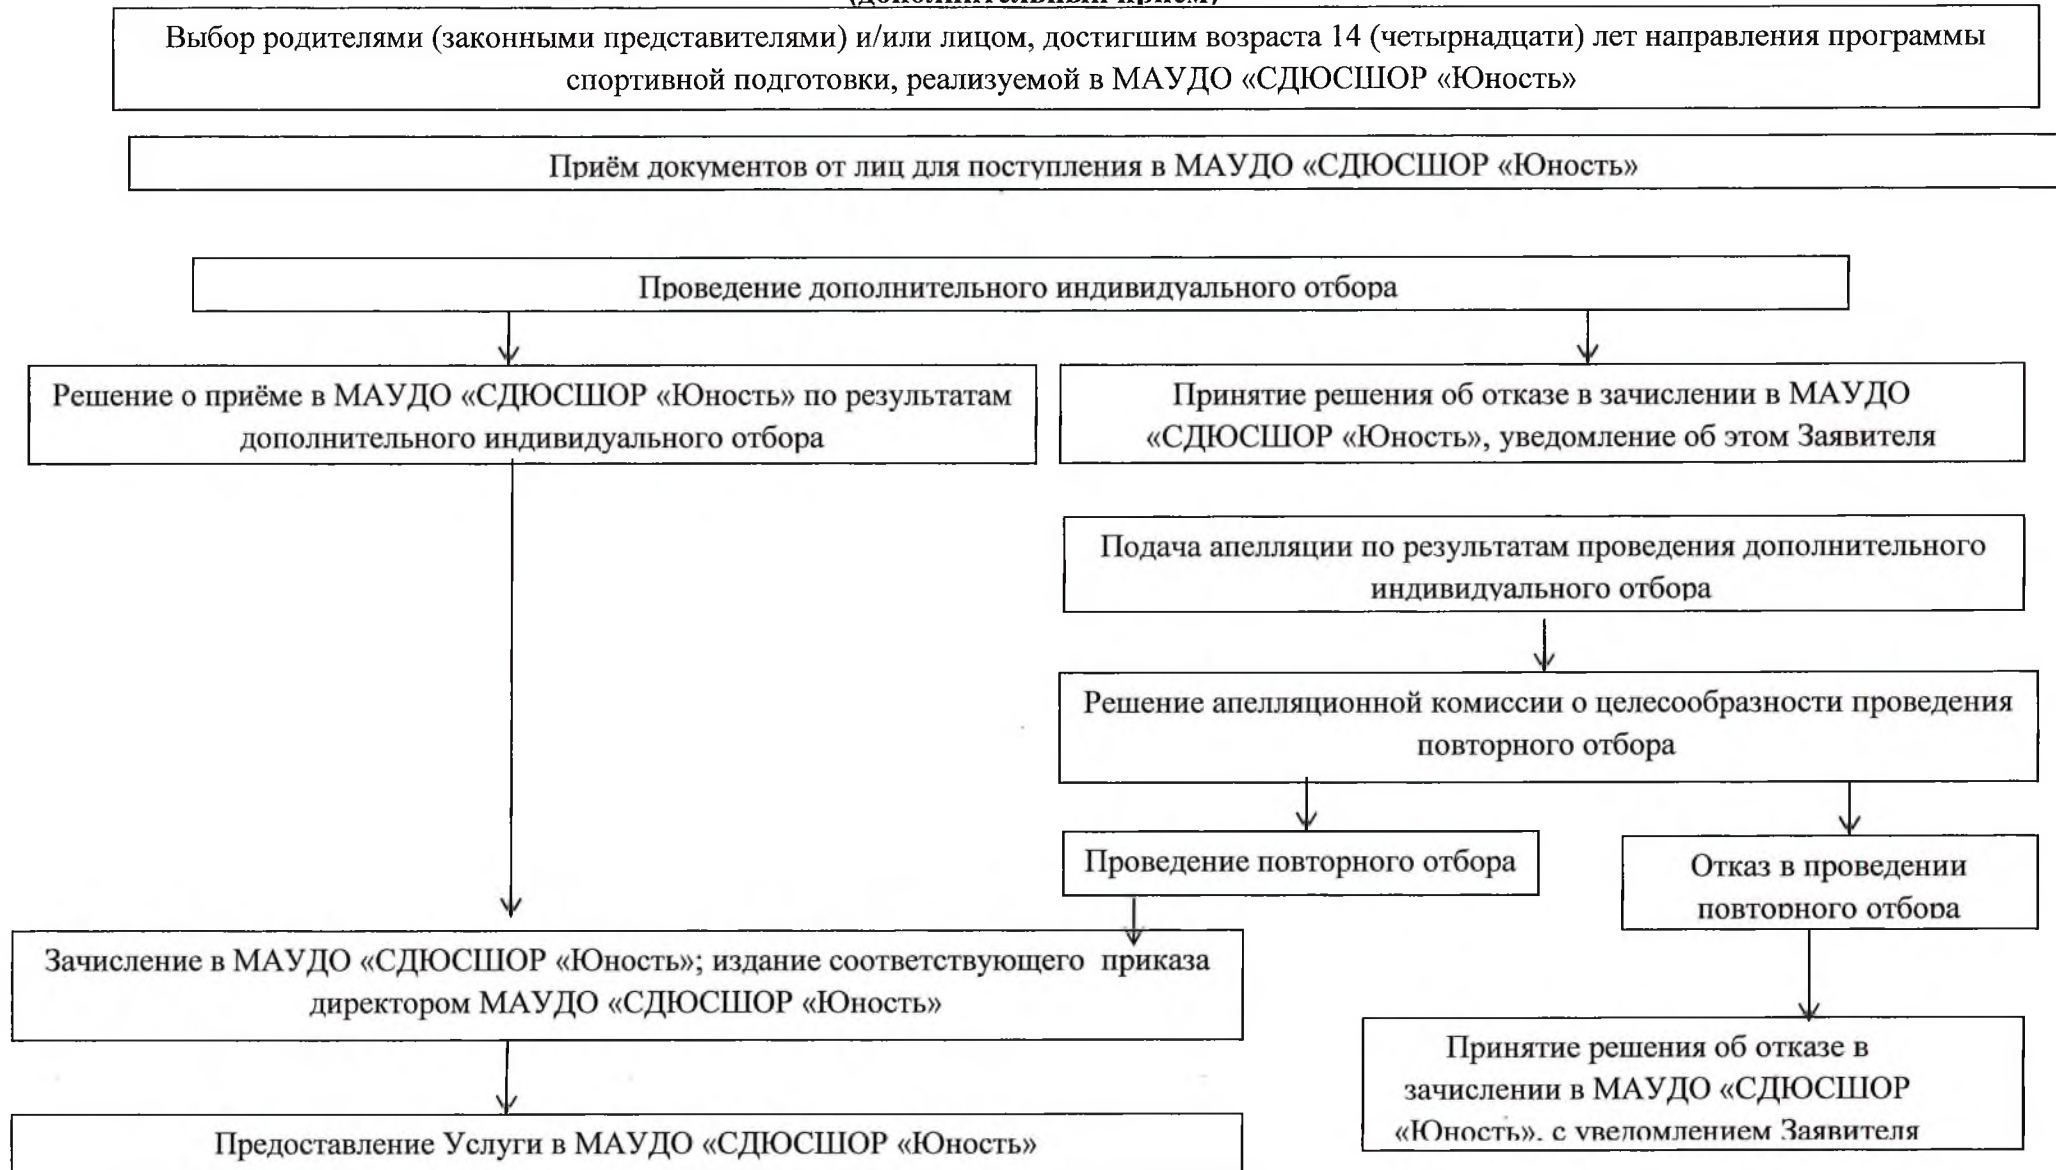 (дополнительный приём)
Выбор родителями (законными представителями) и/или лицом, достигшим возраста 14 (четырнадцати) лет направления программы
спортивной подготовки, реализуемой в МАУДО «СДЮСШОР «Юность»
Приём документов от лиц для поступления в МАУДО «СДЮСШОР «Юность»
Проведение дополнительного индивидуального отбора
Решение о приёме в МАУДО «СДЮСШОР «Юность» по результатам
дополнительного индивидуального отбора
Принятие решения об отказе в зачислении в МАУДО
«СДЮСШОР «Юность», уведомление об этом Заявителя
Подача апелляции по результатам проведения дополнительного
индивидуального отбора
Решение апелляционной комиссии о целесообразности проведения
повторного отбора
Проведение повторного отбора
Отказ в проведении
повторного отбора
Зачисление в МАУДО «СДЮСШОР «Юность»; издание соответствующего приказа
директором МАУДО «СДЮСШОР «Юность»
Принятие решения об отказе в
зачислении в МАУДО «СДЮСШОР
«Юность», с уведомлением Заявителя
Предоставление Услуги в МАУДО «СДЮСШОР «Юность»